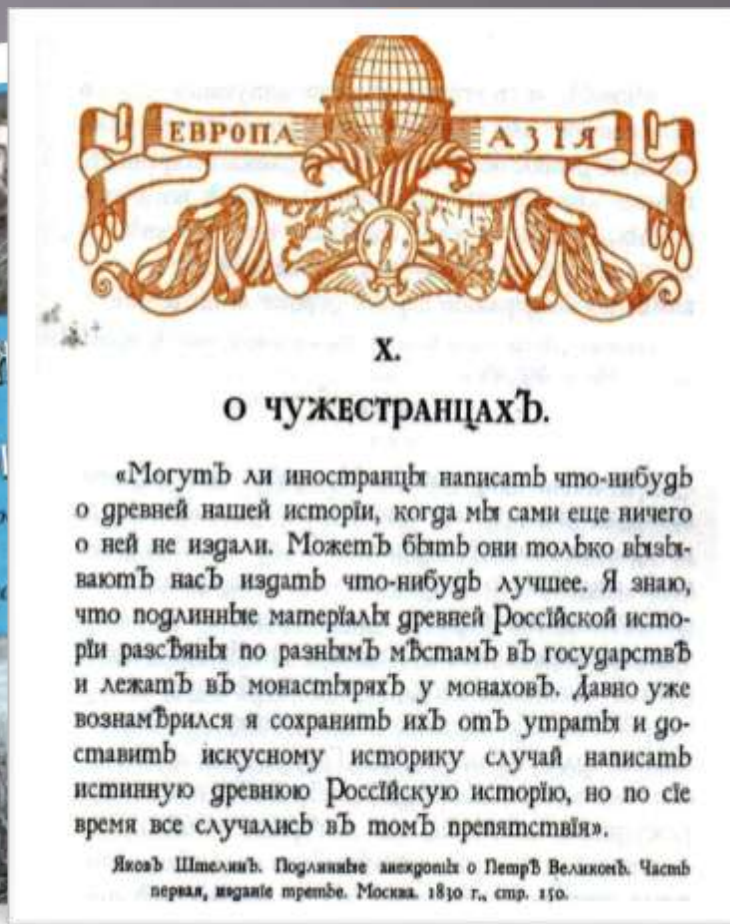 ЕВРОПА
АЗІЯ
X.
О ЧУЖЕСТРАНЦАХЪ.
«Могутъ ли иностранцы написать что-нибудь
о древней нашей исторіи, когда мы сами еще ничего
о ней не издали. Можетъ быть они только вызы-
ваютъ насъ издать что-нибудь лучшее. Я знаю,
что подлинные матеріалы древней Россійской исто-
ріи разсѣяны по разнымъ мѣстамъ въ государствѣ
и лежатъ въ монастыряхъ у монаховъ. Давно уже
вознамѣрился я сохранить ихъ отъ утраты и до-
ставить искусному историку случай написать
истинную древнюю Россійскую исторію, но по сіе
время все случались въ томъ препятствія».
Яковъ Штелинъ. Подлинные анекдоты о Петрѣ Великомъ. Часть
первая, изданіе третье. Москва. 1830 г., стр. 150.